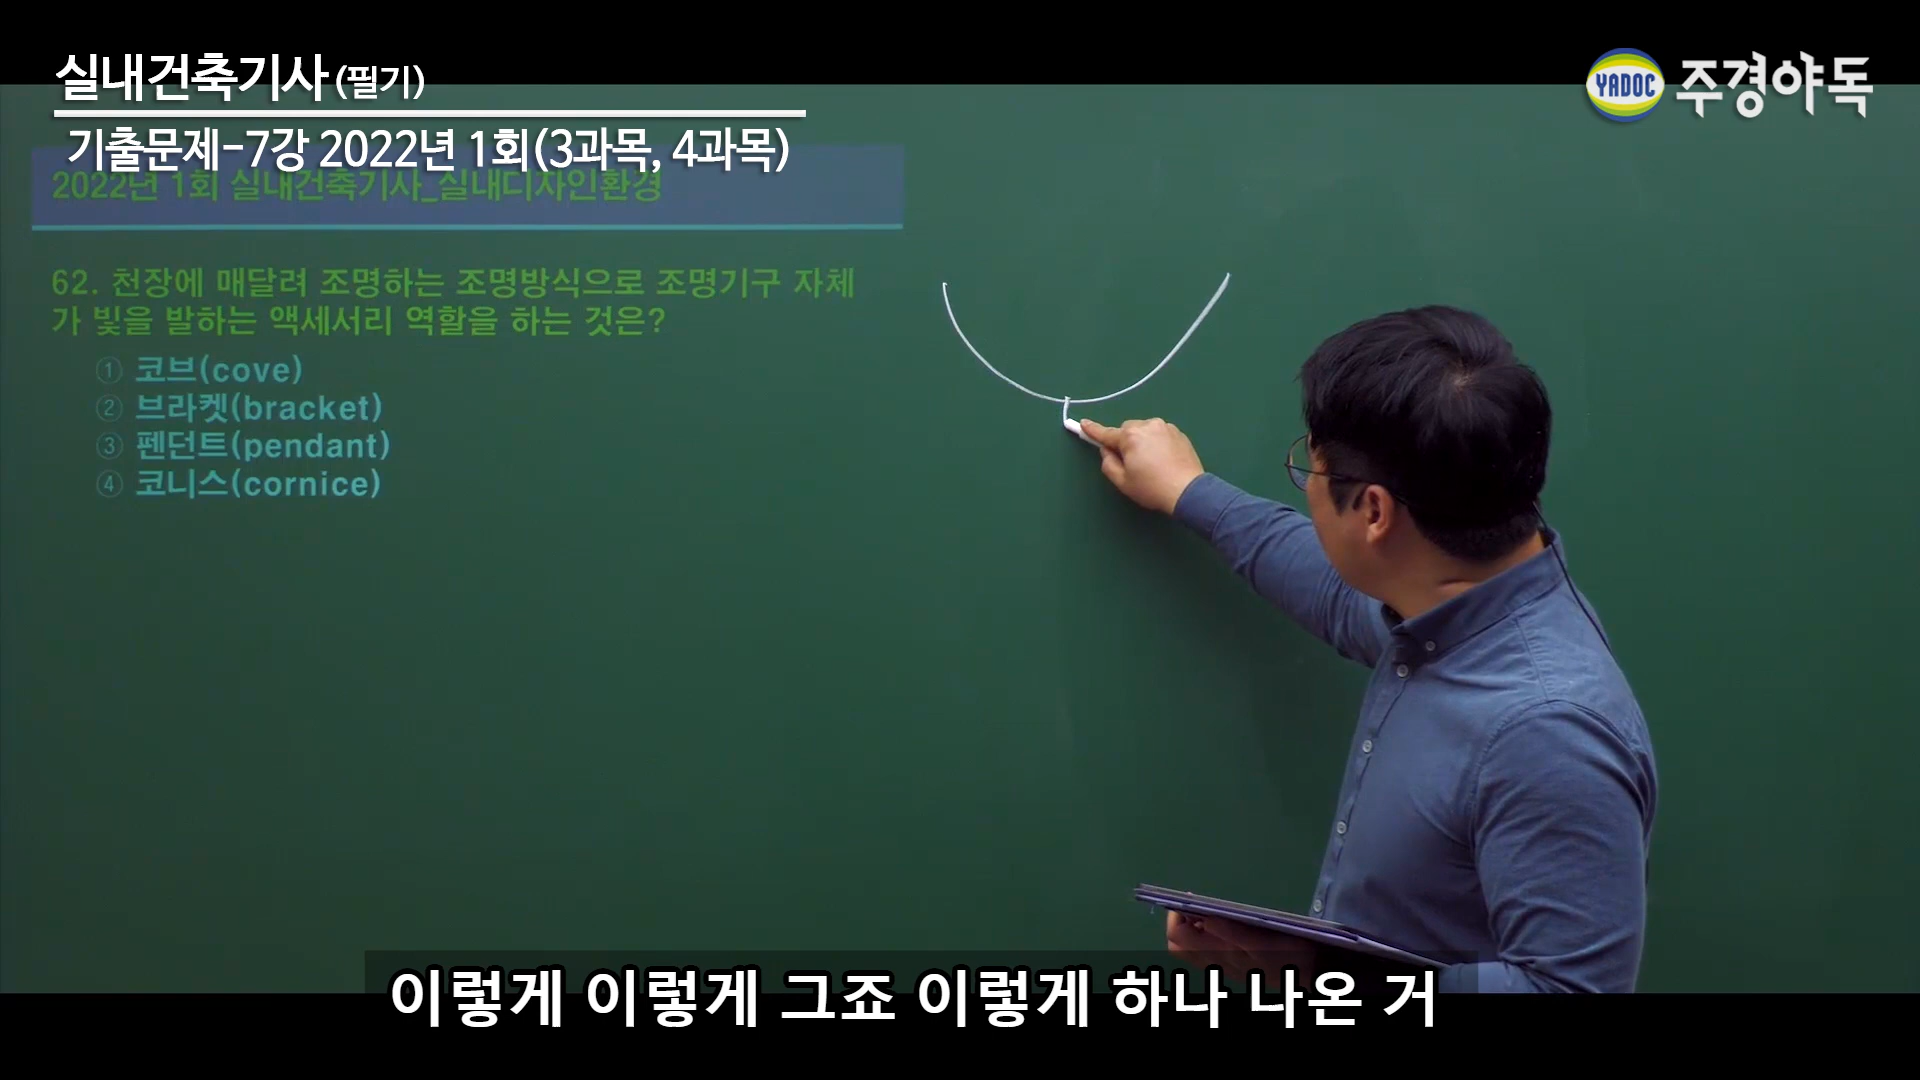 실내건축기사(필기)
기출문제-7강 2022년 1회(3과목, 4과목)
YADOC 주경야독
2022년 1회 실내건축기사_실내디자인환경
62. 천장에 매달려 조명하는 조명방식으로 조명기구 자체
가 빛을 발하는 액세서리 역할을 하는 것은?
① 코브(cove)
② 브라켓(bracket)
③ 펜던트(pendant)
④ 코니스(cornice)
이렇게 이렇게 그죠 이렇게 하나 나온 거